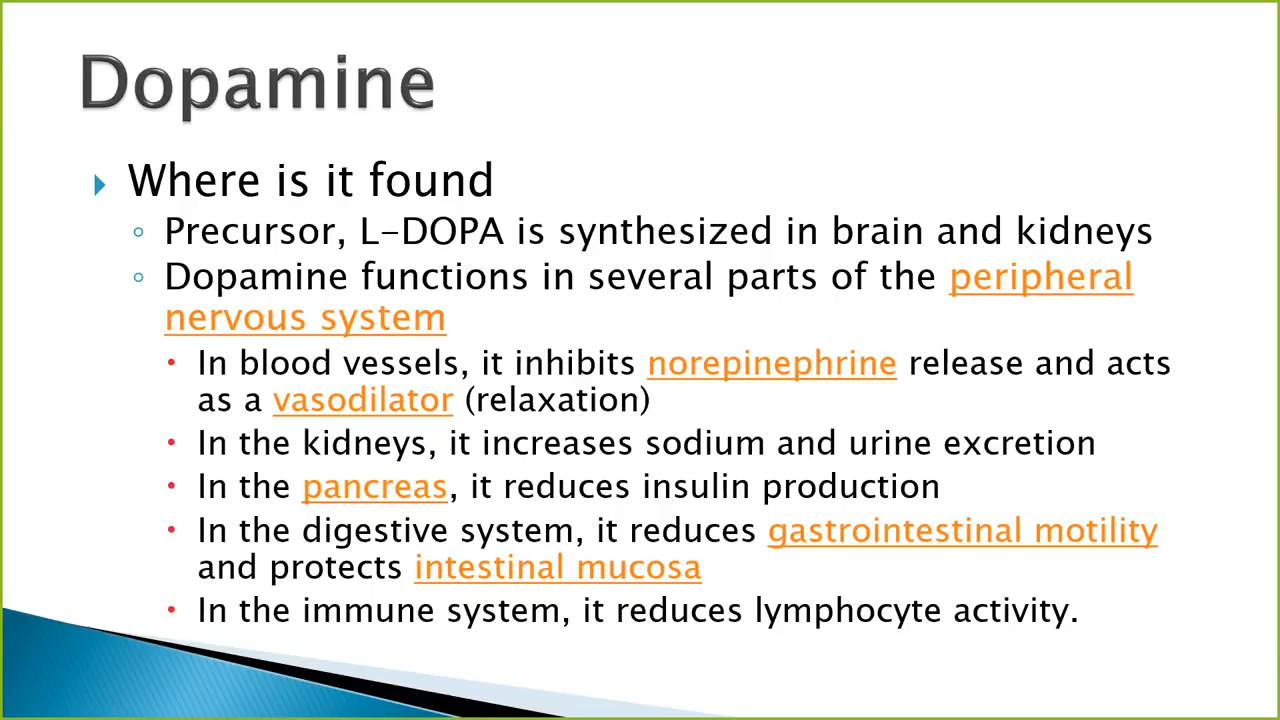 Dopamine
Where is it found
Precursor, L-DOPA is synthesized in brain and kidneys
Dopamine functions in several parts of the peripheral
nervous system
In blood vessels, it inhibits norepinephrine release and acts
as a vasodilator (relaxation)
In the kidneys, it increases sodium and urine excretion
In the pancreas, it reduces insulin production
In the digestive system, it reduces gastrointestinal motility
and protects intestinal mucosa
In the immune system, it reduces lymphocyte activity.